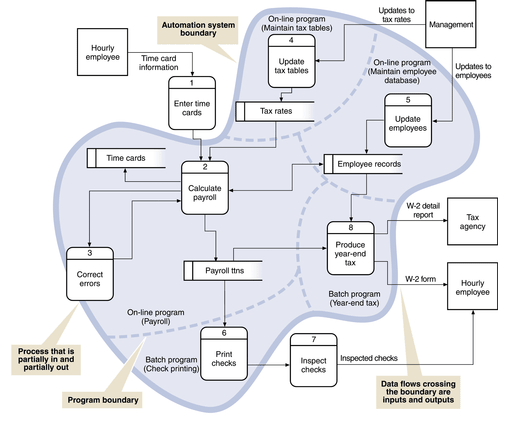 Automation system
boundary
On-line program
(Maintain tax tables)
Updates to
tax rates
Management
Hourly
employee
Time card
information
4
Update
tax tables
On-line program
(Maintain employee
database)
Updates to
employees
1
Enter time
cards
Tax rates
5
Update
employees
Time cards
2
Calculate
payroll
Employee records
W-2 detail
report
Tax
agency
3
Correct
errors
8
Produce
year-end
tax
Payroll ttns
W-2 form
Hourly
employee
On-line program
(Payroll)
Batch program
(Year-end tax)
Process that is
partially in and
partially out
Batch program
(Check printing)
6
Print
checks
7
Inspect
checks
Inspected checks
Program boundary
Data flows crossing
the boundary are
inputs and outputs